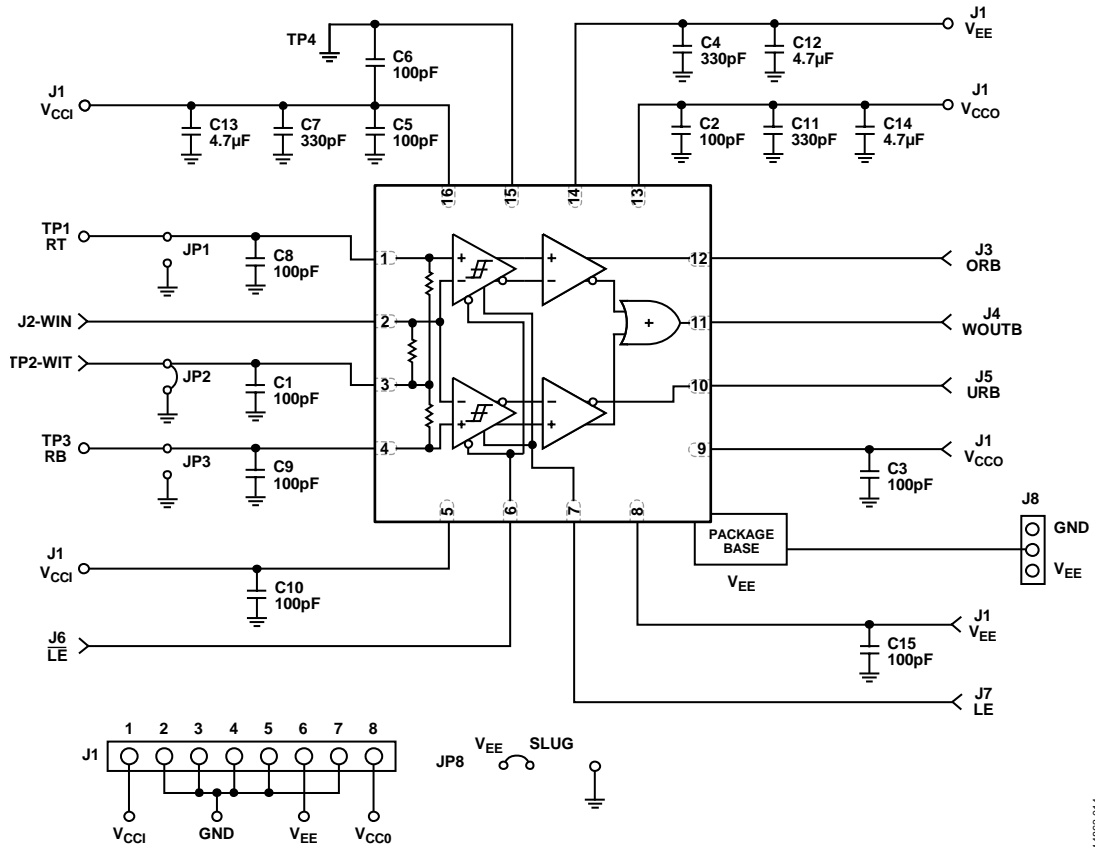 TP4
C6
100pF
J1
VEE
C4
330pF
C12
4.7µF
J1
VCCI
C13
4.7µF
C7
330pF
C5
100pF
J1
VCCO
C2
100pF
C11
330pF
C14
4.7µF
16
15
14
13
TP1
RT
JP1
C8
100pF
1
+
+
−
12
J3
ORB
J2-WIN
2
+
11
J4
WOUTB
TP2-WIT
JP2
C1
100pF
3
−
−
10
J5
URB
+
+
TP3
RB
JP3
C9
100pF
4
9
J1
VCCO
C3
100pF
5
6
7
8
PACKAGE
BASE
VEE
J8
GND
VEE
J1
VCCI
C10
100pF
J1
VEE
C15
100pF
J6
LE
J7
LE
1 2 3 4 5 6 7 8
J1
VCCI
GND
VEE
VCC0
JP8
VEE
SLUG